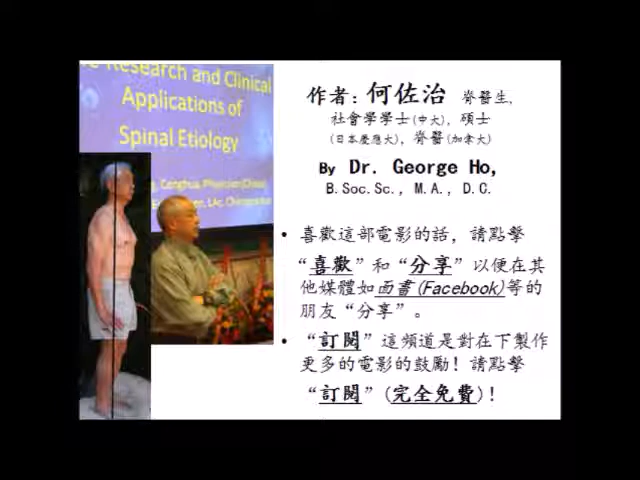 Research and Clinical
Applications of
Spinal Etiology
作者：何佐治 脊醫生，
社會學學士(中大)，碩士
(日本慶應大)，脊醫(加拿大)
By Dr. George Ho,
B.Soc.Sc., M.A., D.C.
• 喜歡這部電影的話，請點擊
“喜歡”和“分享”以便在其
他媒體如面書(Facebook)等的
朋友“分享”。
• “訂閱”這頻道是對在下製作
更多的電影的鼓勵！請點擊
“訂閱”(完全免費)！